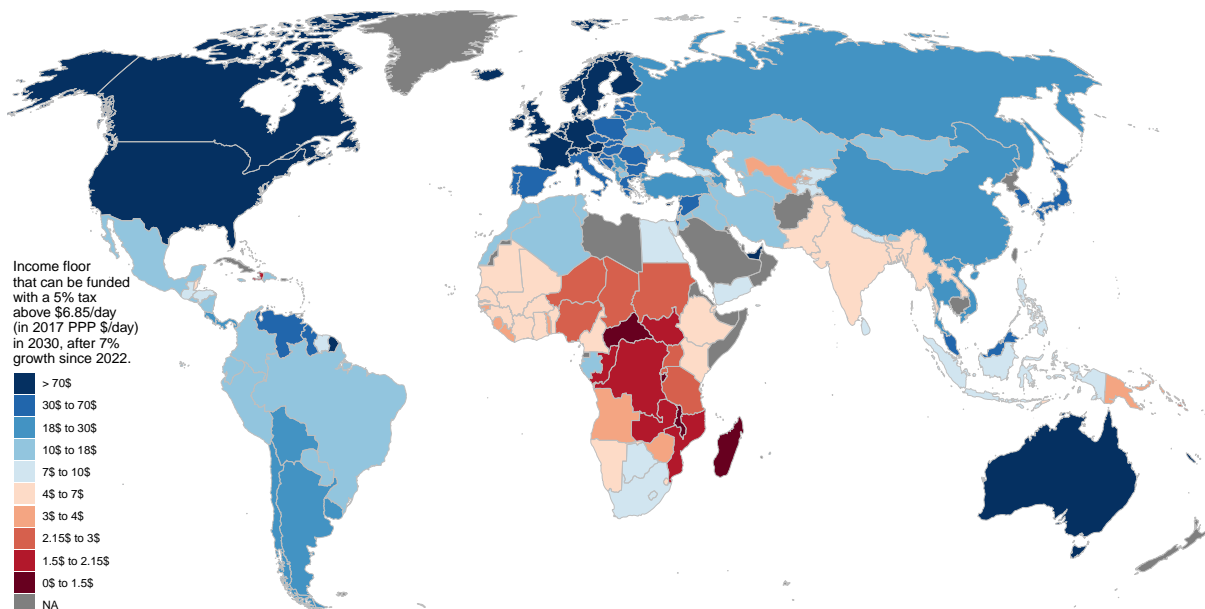 Income floor
that can be funded
with a 5% tax
above $6.85/day
(in 2017 PPP $/day)
in 2030, after 7%
growth since 2022.
> 70$
30$ to 70$
18$ to 30$
10$ to 18$
7$ to 10$
4$ to 7$
3$ to 4$
2.15$ to 3$
1.5$ to 2.15$
0$ to 1.5$
NA